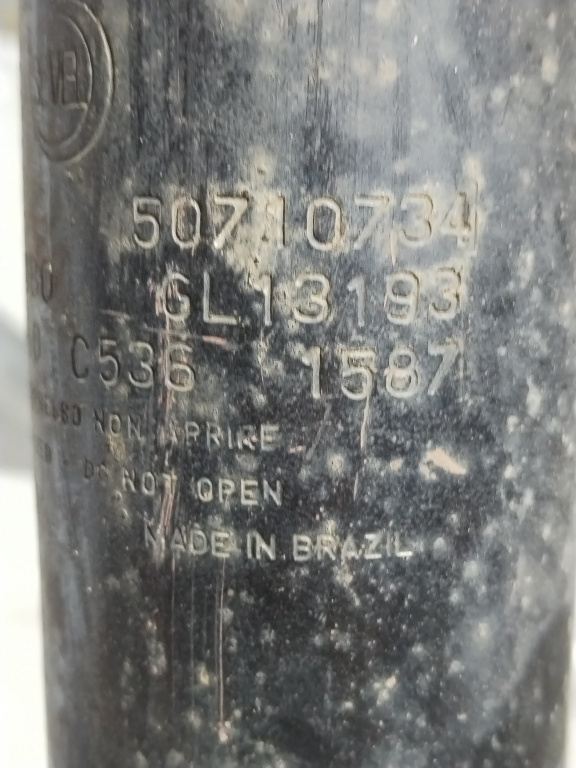 50710734
GL13193
C536 1587
NON APRIRE
DO NOT OPEN
MADE IN BRAZIL